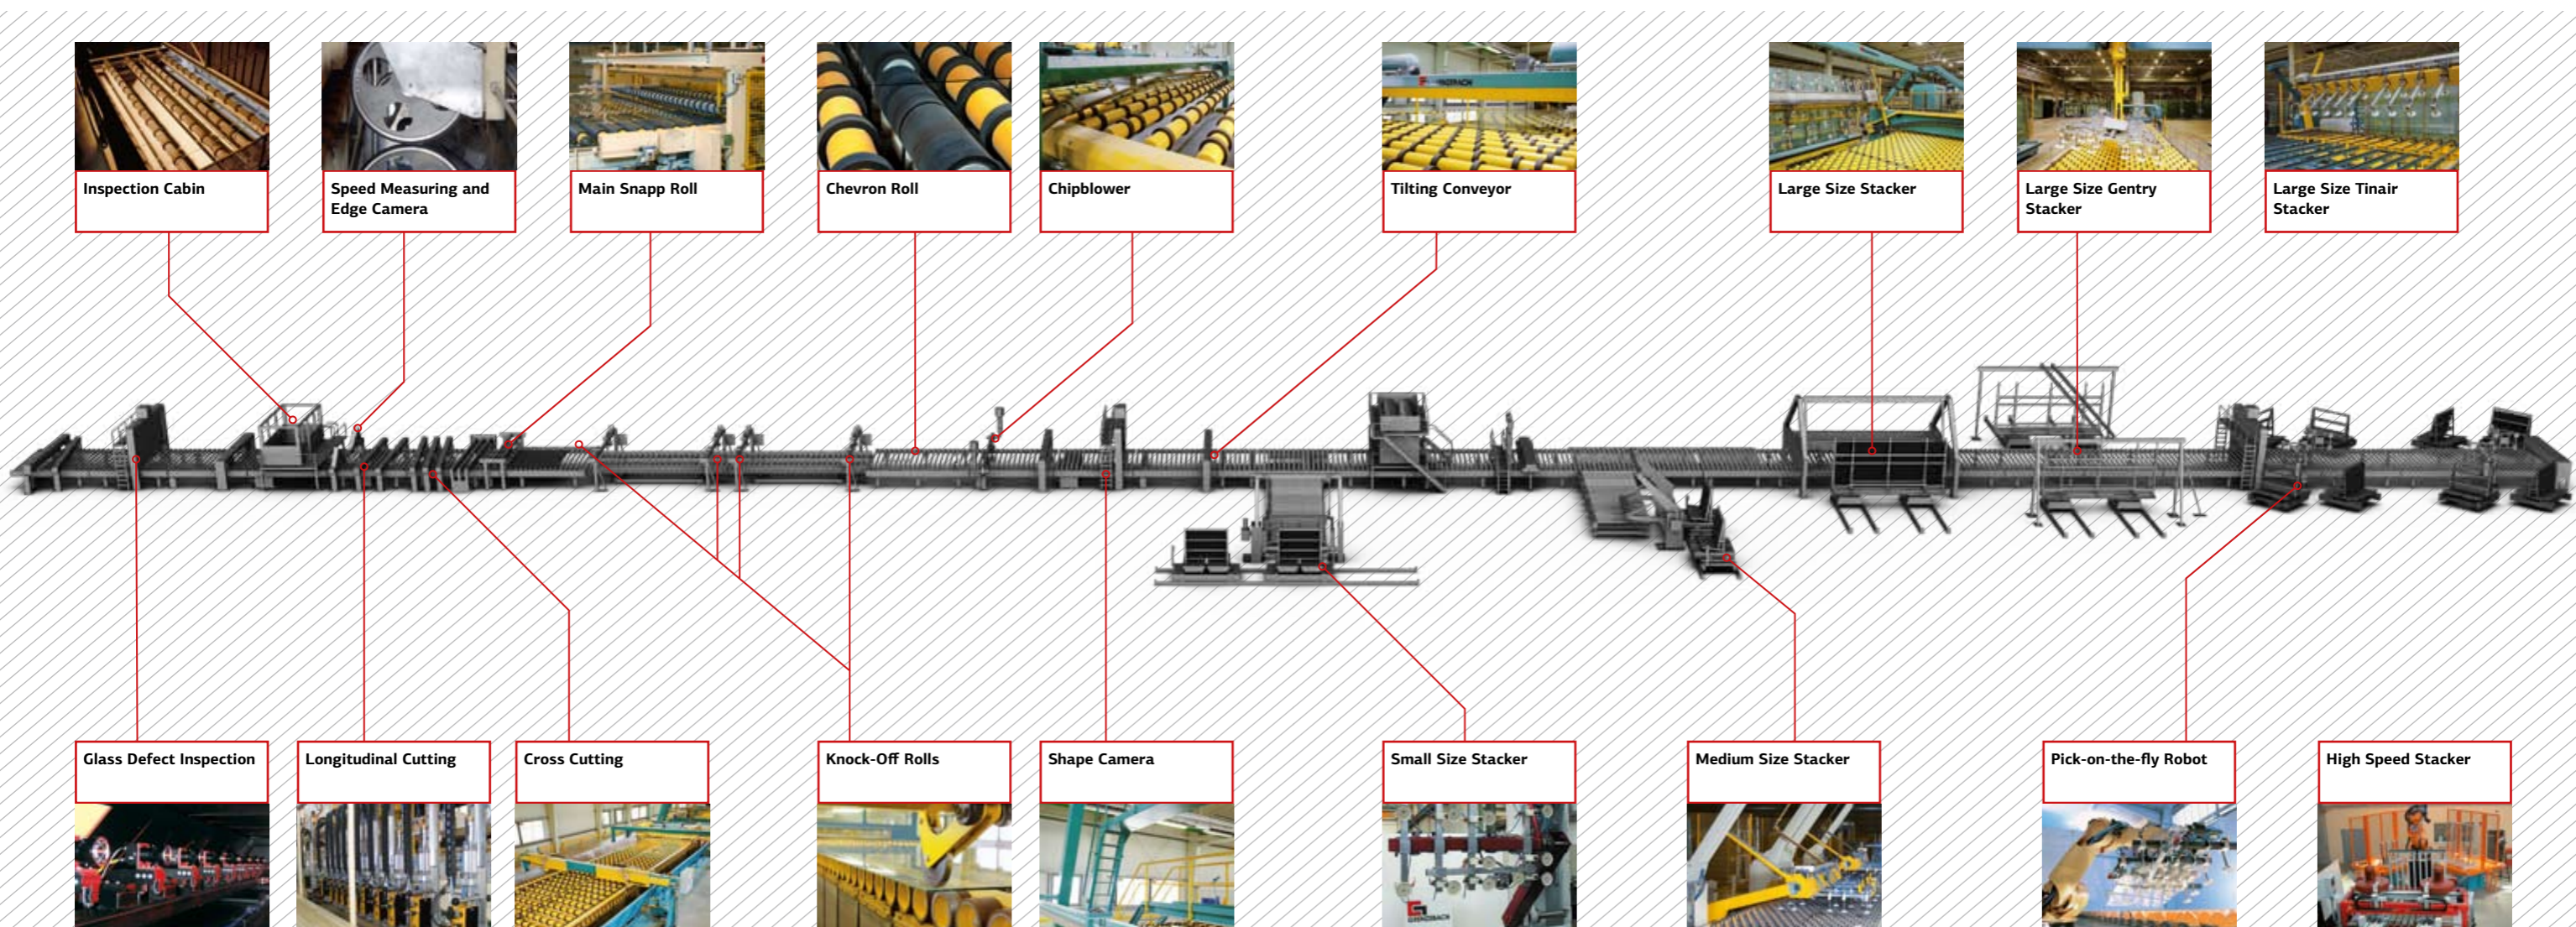 Inspection Cabin
Speed Measuring and
Edge Camera
Main Snapp Roll
Chevron Roll
Chipblower
Tilting Conveyor
Large Size Stacker
Large Size Gentry
Stacker
Large Size Tinair
Stacker
Glass Defect Inspection
Longitudinal Cutting
Cross Cutting
Knock-Off Rolls
Shape Camera
Small Size Stacker
Medium Size Stacker
Pick-on-the-fly Robot
High Speed Stacker
GRENZEBACH